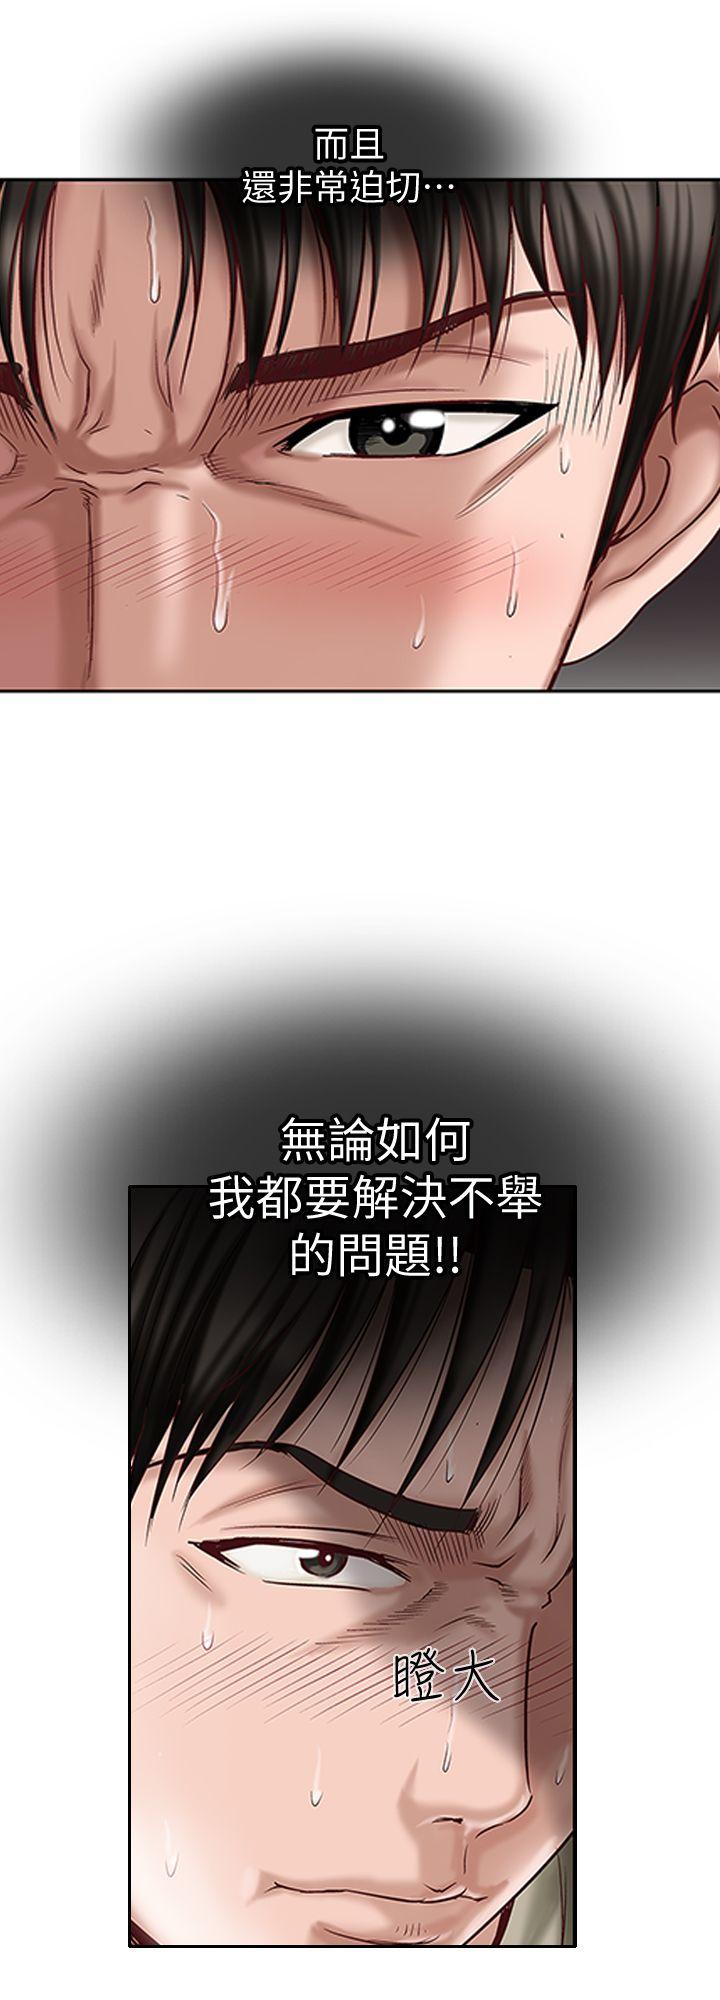 而且
還非常迫切⋯
無論如何
我都要解決不舉
的問題!!
瞪大